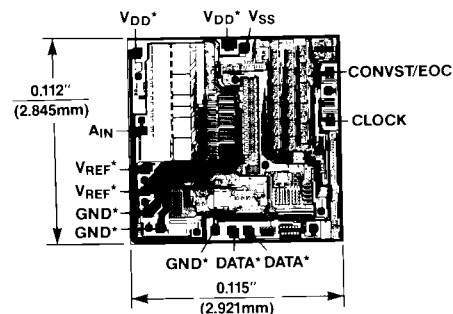 VDD*
VDD*
VSS
0.112"
(2.845mm)
CONVST/EOC
CLOCK
AIN
VREF*
VREF*
GND*
GND*
GND* DATA* DATA*
0.115"
(2.921mm)